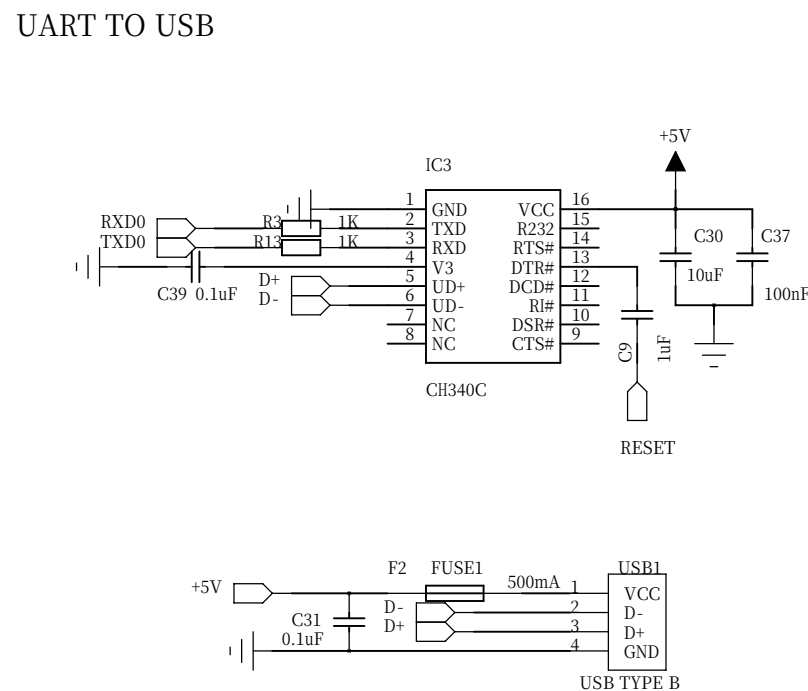 UART TO USB
+5V
IC3
1 GND VCC 16
RXD0 R3 1K 2 TXD R232 15
TXD0 R13 1K 3 RXD RTS# 14 C30 C37
4 V3 DTR# 13
D+ 5 UD+ DCD# 12 10uF
C39 0.1uF D- 6 UD- RI# 11 100nF
7 NC DSR# 10
8 NC CTS# 9 C9 1uF
CH340C
RESET
F2 FUSE1 USB1
+5V 500mA 1 VCC
D- 2 D-
C31 D+ 3 D+
0.1uF 4 GND
USB TYPE B